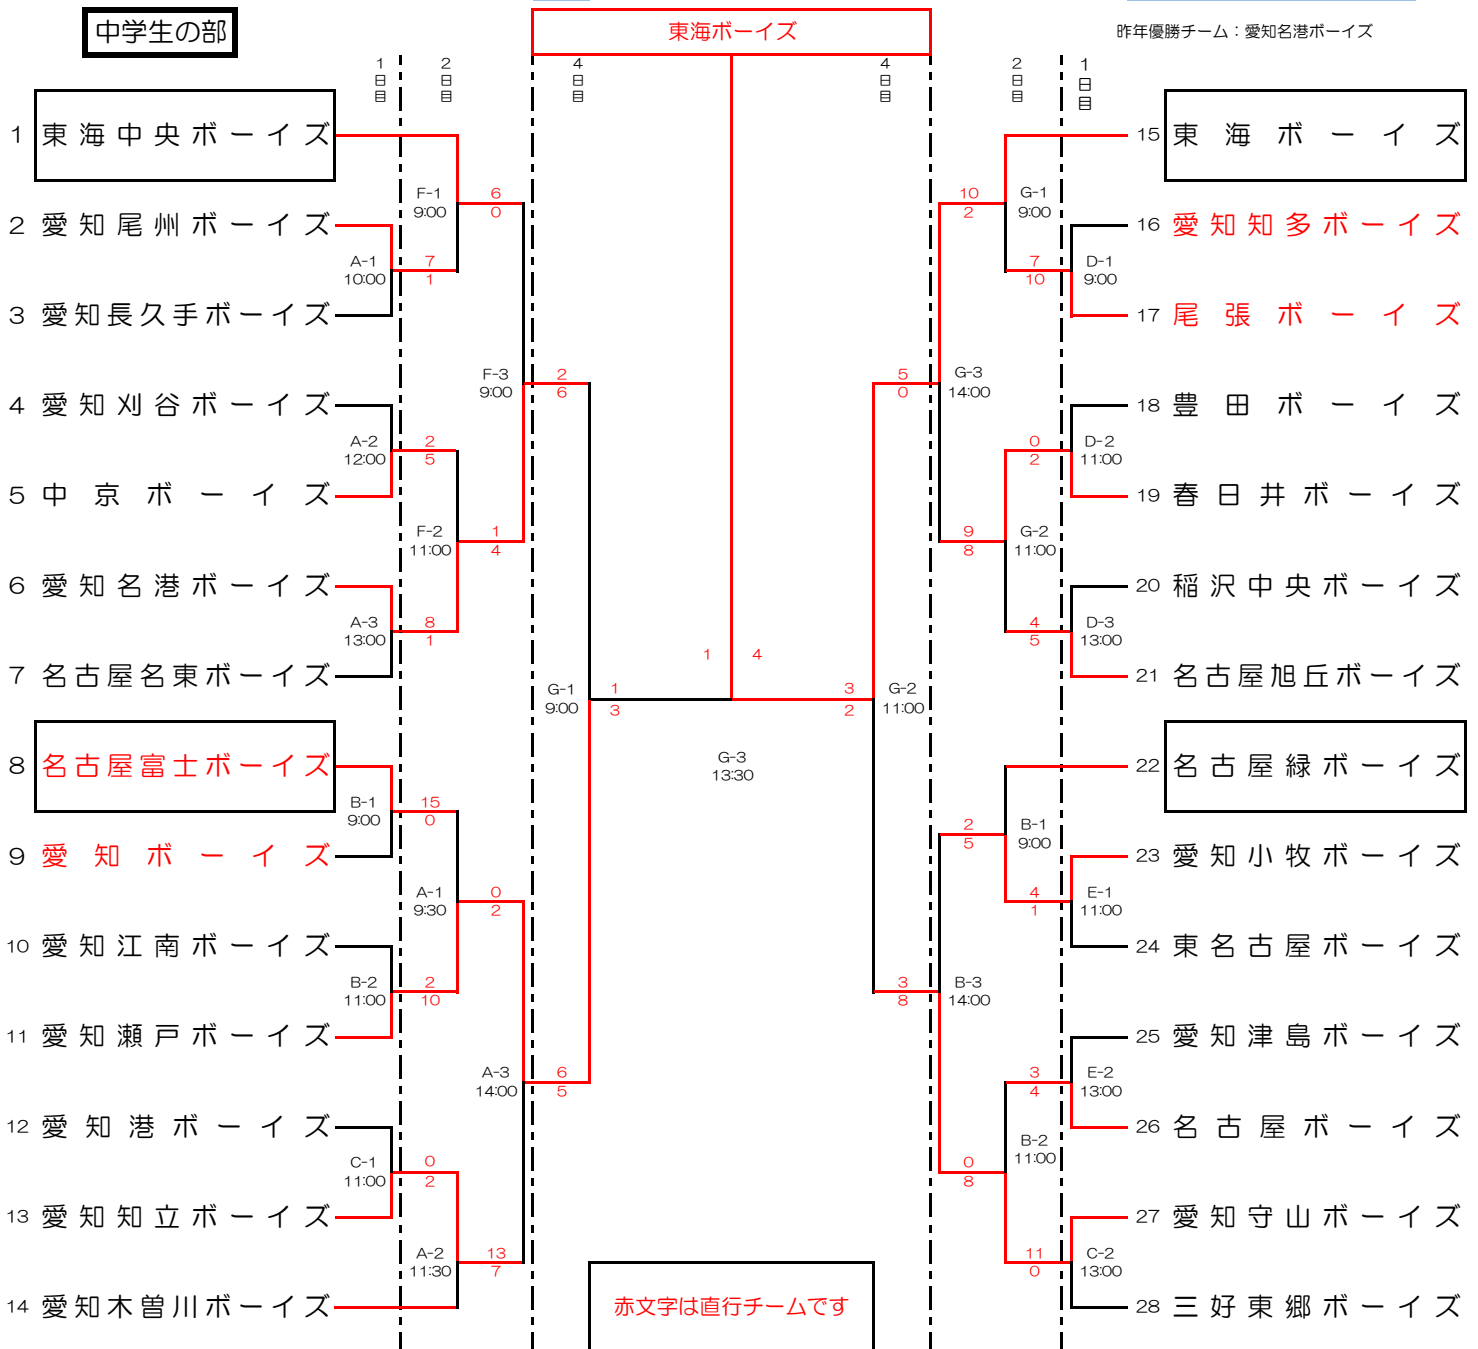 中学生の部
東海ボーイズ
昨年優勝チーム：愛知名港ボーイズ
1日目
2日目
4日目
4日目
2日目
1日目
1 東海中央ボーイズ
F-1
9:00
6
0
2 愛知尾州ボーイズ
A-1
10:00
7
1
3 愛知長久手ボーイズ
F-3
9:00
2
6
4 愛知刈谷ボーイズ
A-2
12:00
2
5
5 中京ボーイズ
F-2
11:00
1
4
6 愛知名港ボーイズ
A-3
13:00
8
1
7 名古屋名東ボーイズ
G-1
9:00
1
3
8 名古屋富士ボーイズ
B-1
9:00
15
0
9 愛知ボーイズ
A-1
9:30
0
2
10 愛知江南ボーイズ
B-2
11:00
2
10
11 愛知瀬戸ボーイズ
A-3
14:00
6
5
12 愛知港ボーイズ
C-1
11:00
0
2
13 愛知知立ボーイズ
A-2
11:30
13
7
14 愛知木曽川ボーイズ
1 4
G-3
13:30
赤文字は直行チームです
15 東海ボーイズ
10
2
G-1
9:00
16 愛知知多ボーイズ
7
10
D-1
9:00
17 尾張ボーイズ
5
0
G-3
14:00
18 豊田ボーイズ
0
2
D-2
11:00
19 春日井ボーイズ
9
8
G-2
11:00
20 稲沢中央ボーイズ
4
5
D-3
13:00
21 名古屋旭丘ボーイズ
3
2
G-2
11:00
22 名古屋緑ボーイズ
2
5
B-1
9:00
23 愛知小牧ボーイズ
4
1
E-1
11:00
24 東名古屋ボーイズ
3
8
B-3
14:00
25 愛知津島ボーイズ
3
4
E-2
13:00
26 名古屋ボーイズ
0
8
B-2
11:00
27 愛知守山ボーイズ
11
0
C-2
13:00
28 三好東郷ボーイズ